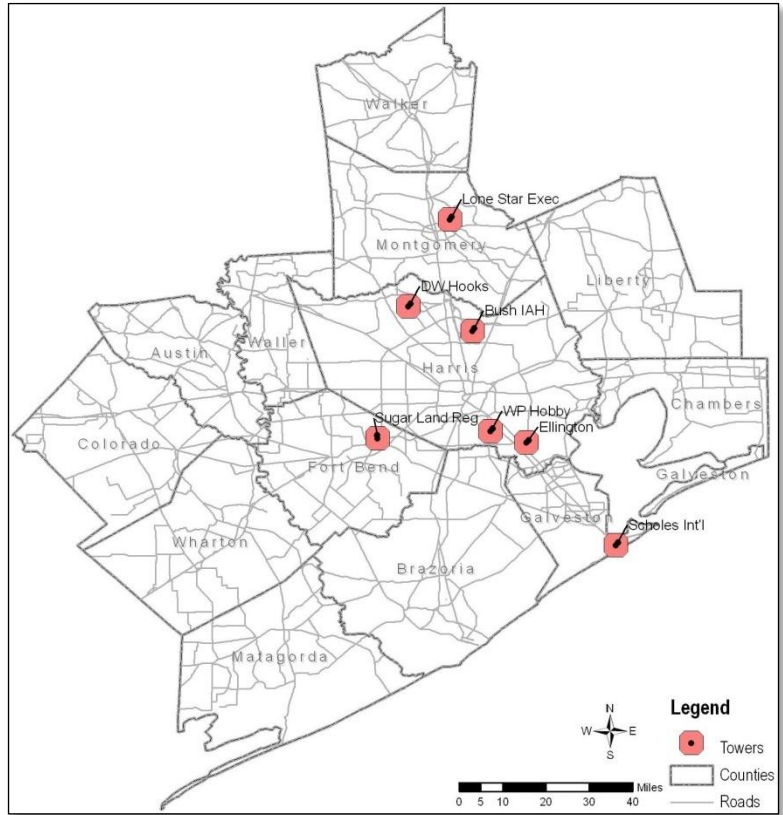 Walker
Lone Star Exec
Montgomery
Liberty
DW Hooks
Bush IAH
Waller
Austin
Harris
Chambers
Sugar Land Reg
WP Hobby
Ellington
Colorado
Fort Bend
Galveston
Galveston
Scholes Int'l
Wharton
Brazoria
Matagorda
N
W E
S
Legend
Towers
Counties
Roads
Miles
0 5 10 20 30 40